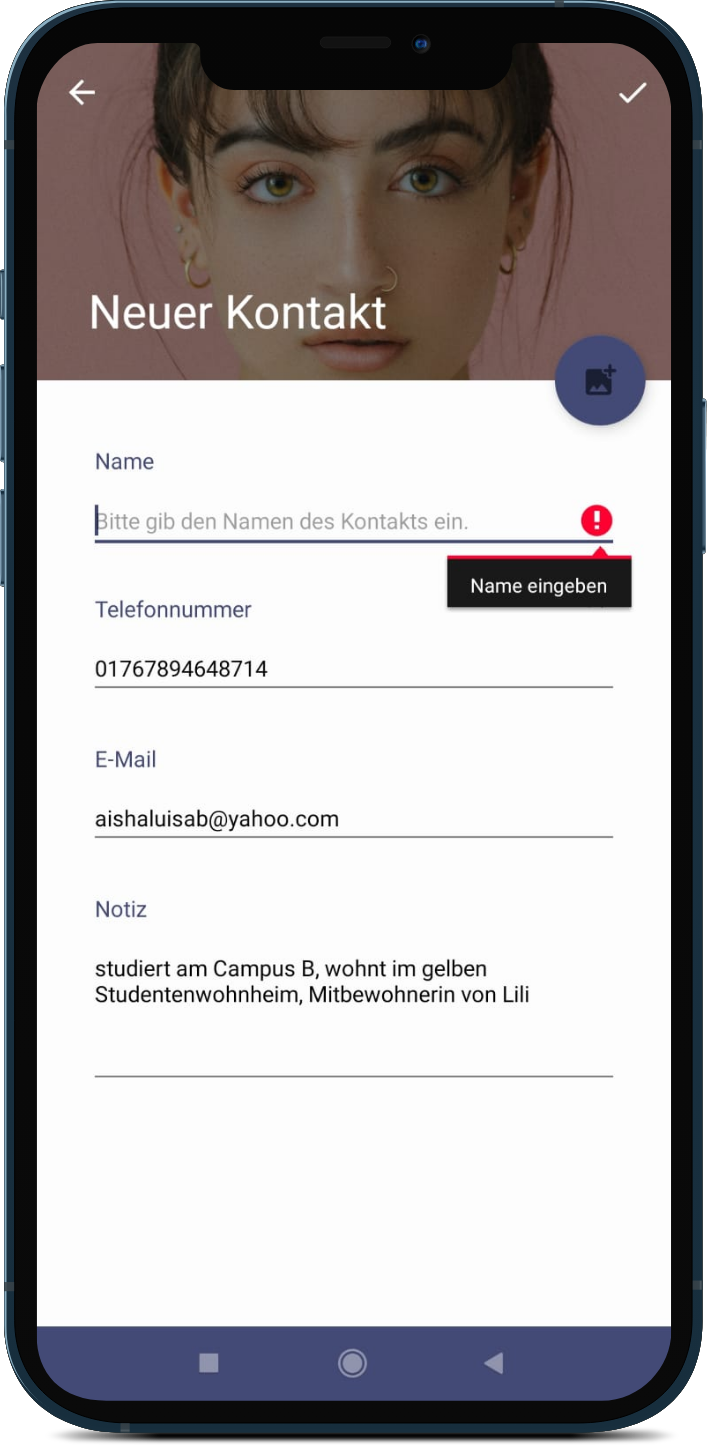 Neuer Kontakt
Name
Bitte gib den Namen des Kontakts ein.
Name eingeben
Telefonnummer
01767894648714
E-Mail
aishaluisab@yahoo.com
Notiz
studiert am Campus B, wohnt im gelben
Studentenwohnheim, Mitbewohnerin von Lili